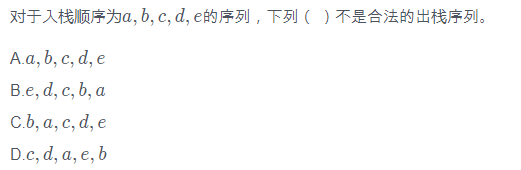 对于入栈顺序为a, b, c, d, e的序列，下列（ ）不是合法的出栈序列。
A.a, b, c, d, e
B.e, d, c, b, a
C.b, a, c, d, e
D.c, d, a, e, b